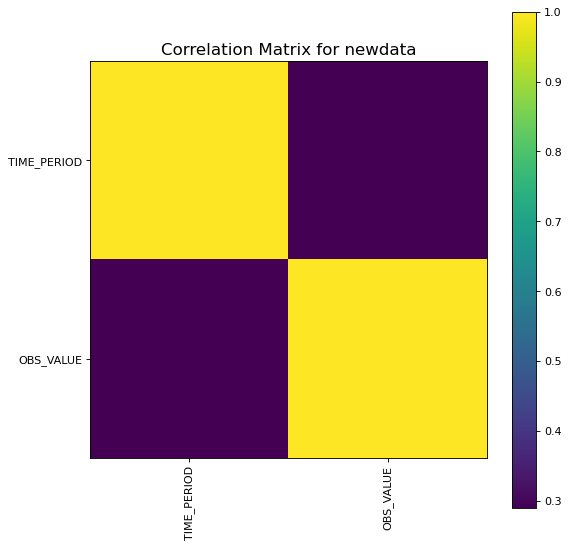 Correlation Matrix for newdata
TIME_PERIOD
OBS_VALUE
TIME_PERIOD
OBS_VALUE
1.0
0.9
0.8
0.7
0.6
0.5
0.4
0.3